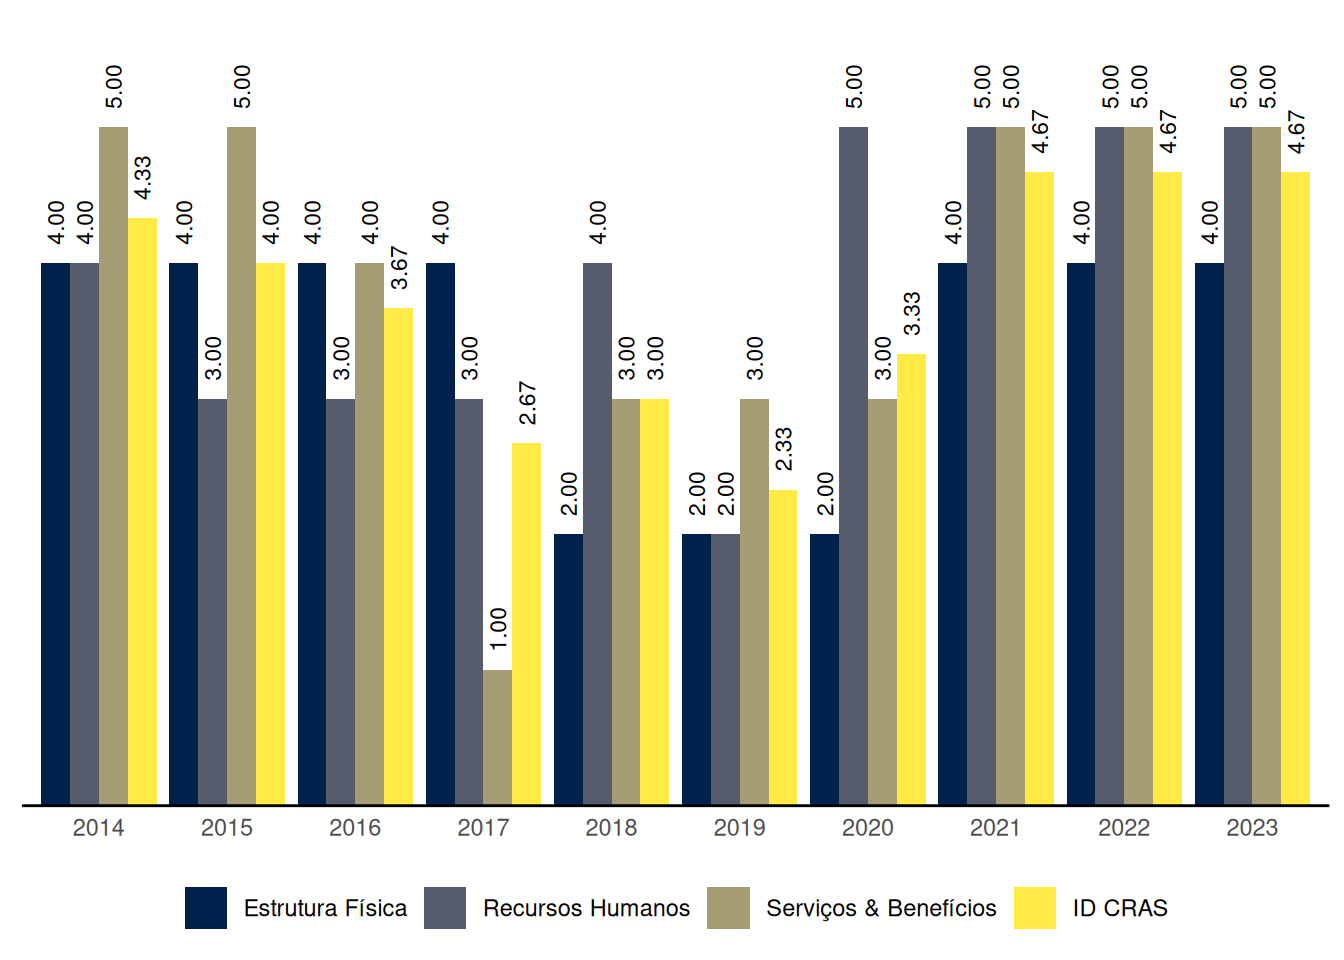 4.00 4.00 5.00 4.33 4.00 3.00 5.00 4.00 4.00 3.00 4.00 3.67 4.00 3.00 1.00 2.67 2.00 4.00 3.00 3.00 2.00 2.00 3.00 2.33 2.00 5.00 3.00 3.33 4.00 5.00 5.00 4.67 4.00 5.00 5.00 4.67 4.00 5.00 5.00 4.67
2014 2015 2016 2017 2018 2019 2020 2021 2022 2023
Estrutura Física Recursos Humanos Serviços & Benefícios ID CRAS